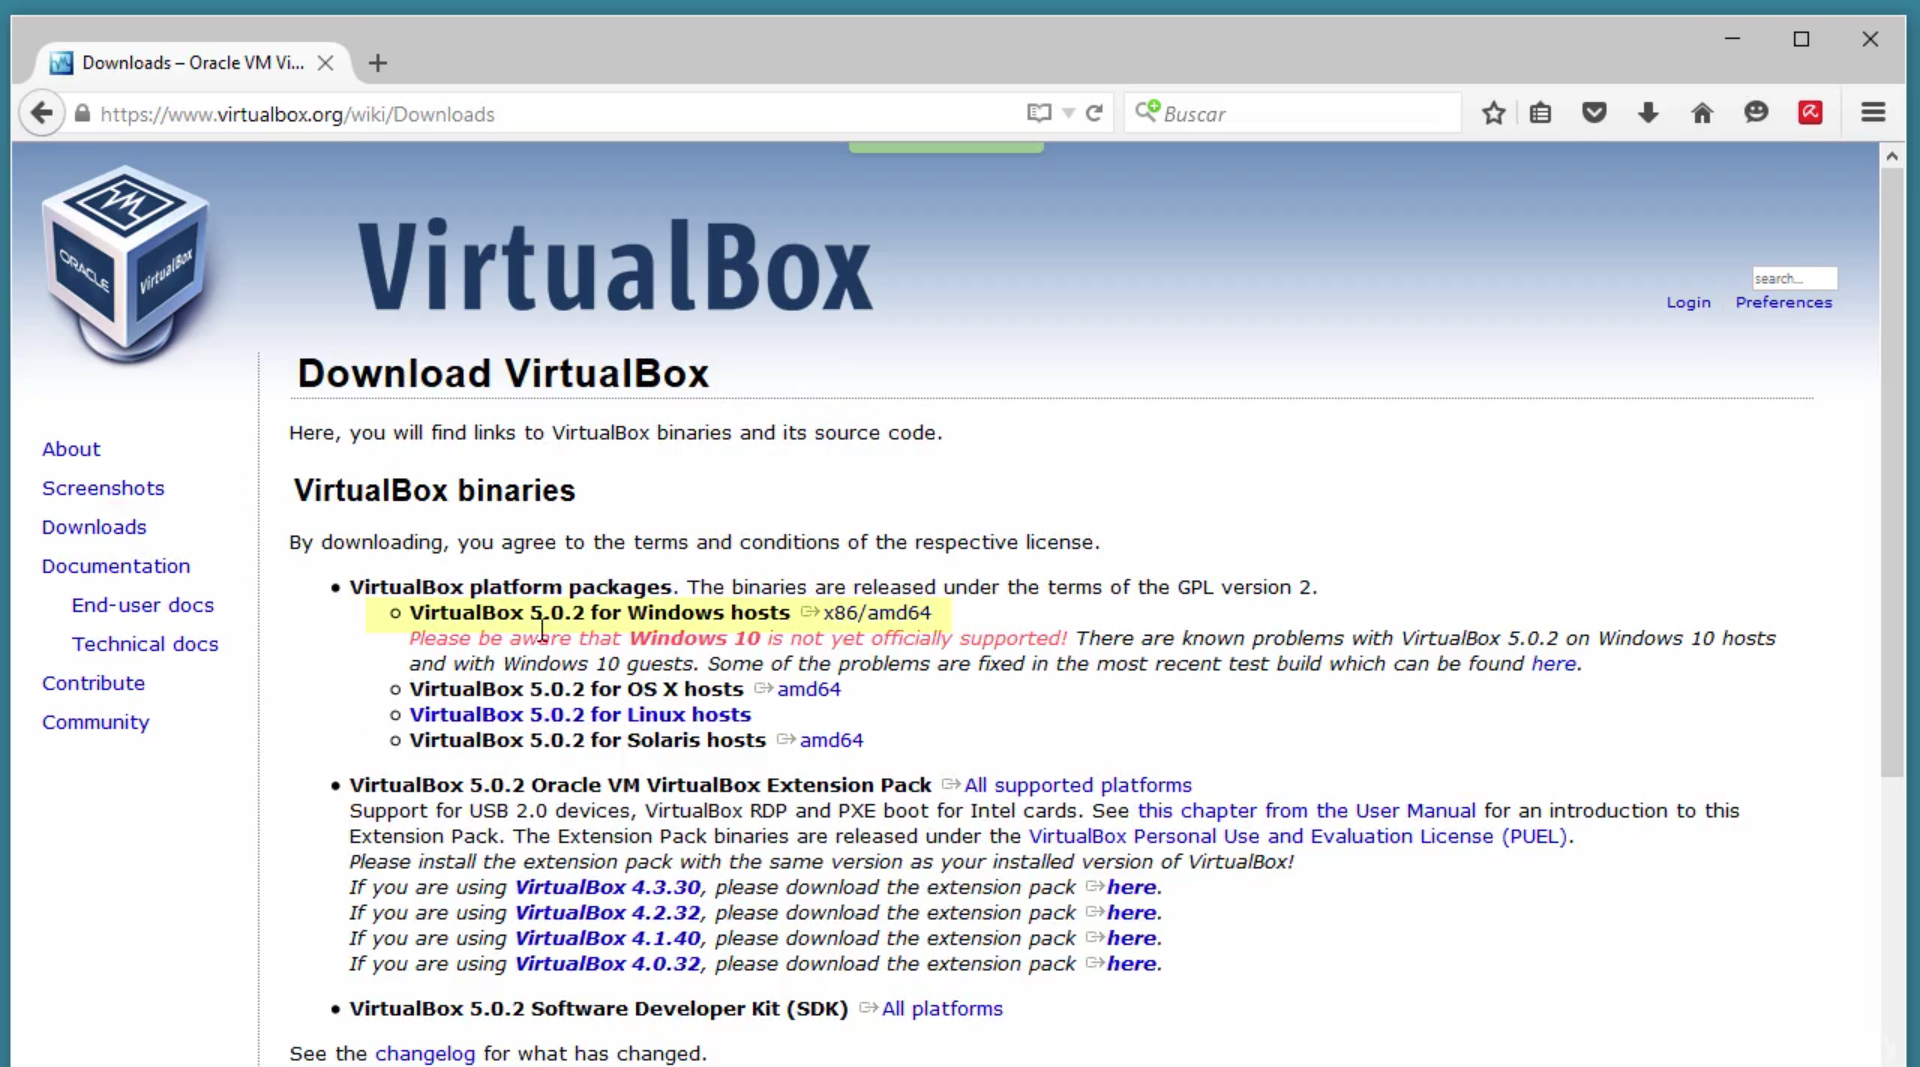 Downloads – Oracle VM Vi...
https://www.virtualbox.org/wiki/Downloads
Buscar
ORACLE
VirtualBox
VirtualBox
search...
Login Preferences
Download VirtualBox
Here, you will find links to VirtualBox binaries and its source code.
About
Screenshots
Downloads
Documentation
End-user docs
Technical docs
Contribute
Community
VirtualBox binaries
By downloading, you agree to the terms and conditions of the respective license.
• VirtualBox platform packages. The binaries are released under the terms of the GPL version 2.
VirtualBox 5.0.2 for Windows hosts x86/amd64
Please be aware that Windows 10 is not yet officially supported! There are known problems with VirtualBox 5.0.2 on Windows 10 hosts
and with Windows 10 guests. Some of the problems are fixed in the most recent test build which can be found here.
VirtualBox 5.0.2 for OS X hosts amd64
VirtualBox 5.0.2 for Linux hosts
VirtualBox 5.0.2 for Solaris hosts amd64
• VirtualBox 5.0.2 Oracle VM VirtualBox Extension Pack All supported platforms
Support for USB 2.0 devices, VirtualBox RDP and PXE boot for Intel cards. See this chapter from the User Manual for an introduction to this
Extension Pack. The Extension Pack binaries are released under the VirtualBox Personal Use and Evaluation License (PUEL).
Please install the extension pack with the same version as your installed version of VirtualBox!
If you are using VirtualBox 4.3.30, please download the extension pack here.
If you are using VirtualBox 4.2.32, please download the extension pack here.
If you are using VirtualBox 4.1.40, please download the extension pack here.
If you are using VirtualBox 4.0.32, please download the extension pack here.
• VirtualBox 5.0.2 Software Developer Kit (SDK) All platforms
See the changelog for what has changed.